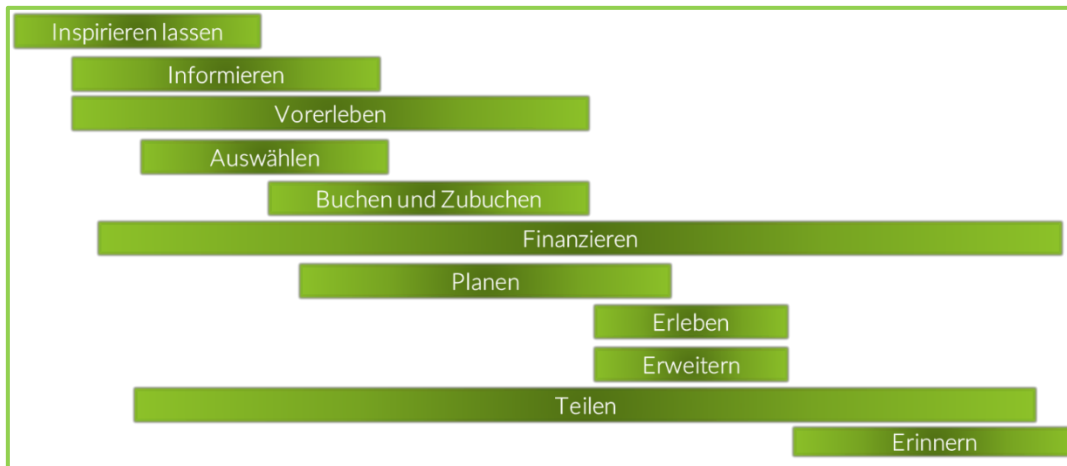 Inspirieren lassen
Informieren
Vorerleben
Auswählen
Buchen und Zubuchen
Finanzieren
Planen
Erleben
Erweitern
Teilen
Erinnern